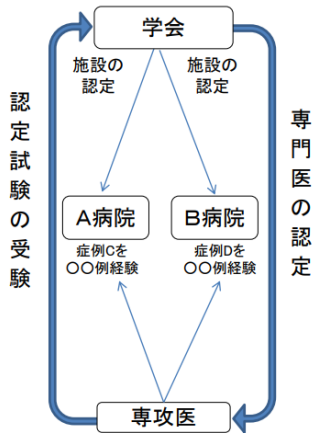 学会
施設の
認定
施設の
認定
認定試験の受験
専門医の認定
A病院
B病院
症例Cを
〇〇例経験
症例Dを
〇〇例経験
専攻医